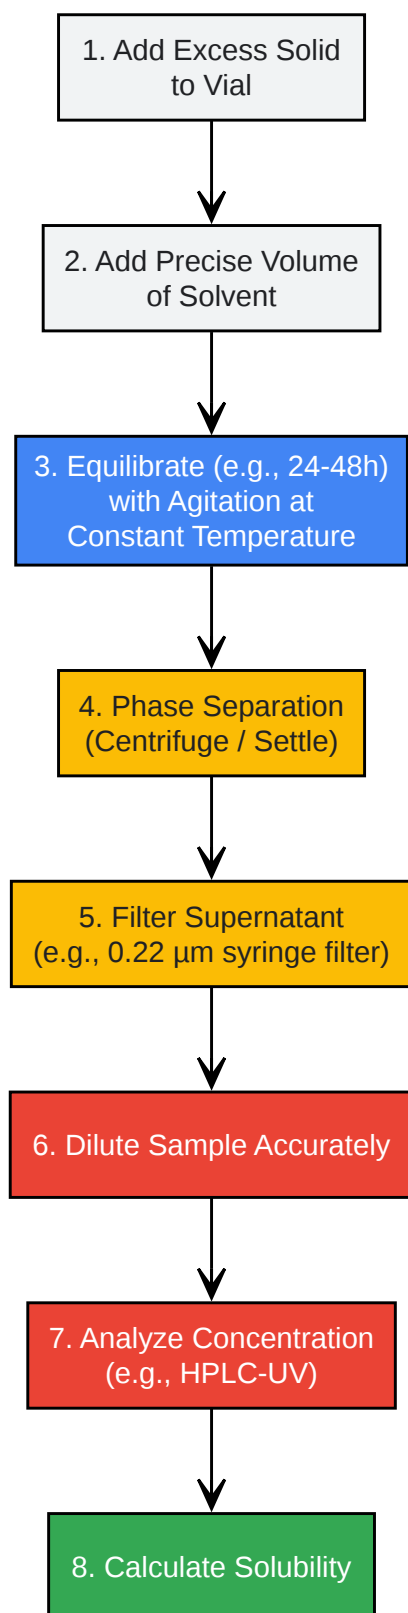 1. Add Excess Solid
to Vial
2. Add Precise Volume
of Solvent
3. Equilibrate (e.g., 24-48h)
with Agitation at
Constant Temperature
4. Phase Separation
(Centrifuge / Settle)
5. Filter Supernatant
(e.g., 0.22 µm syringe filter)
6. Dilute Sample Accurately
7. Analyze Concentration
(e.g., HPLC-UV)
8. Calculate Solubility